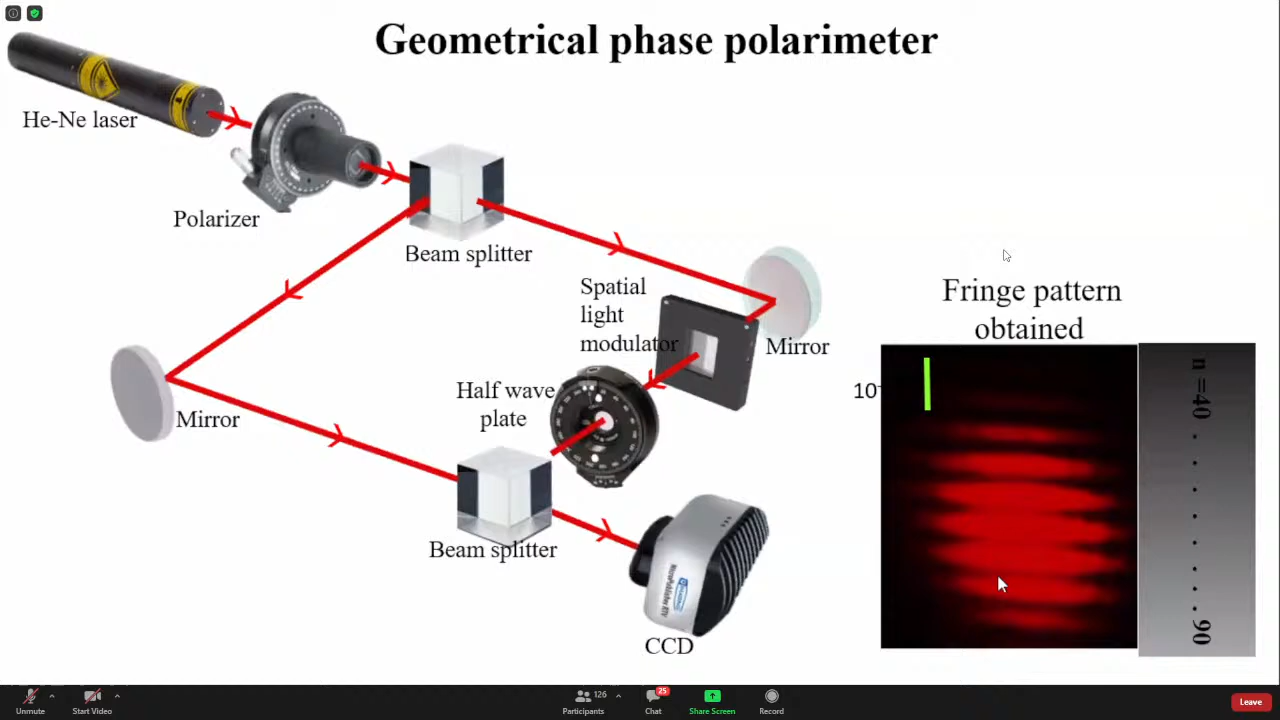 Geometrical phase polarimeter
He-Ne laser
Polarizer
Beam splitter
Spatial
light
modulator
Mirror
Half wave
plate
Mirror
Beam splitter
CCD
Fringe pattern
obtained
10
n =40 . . . . . . . 90
Unmute
Start Video
126
Participants
25
Chat
Share Screen
Record
Leave